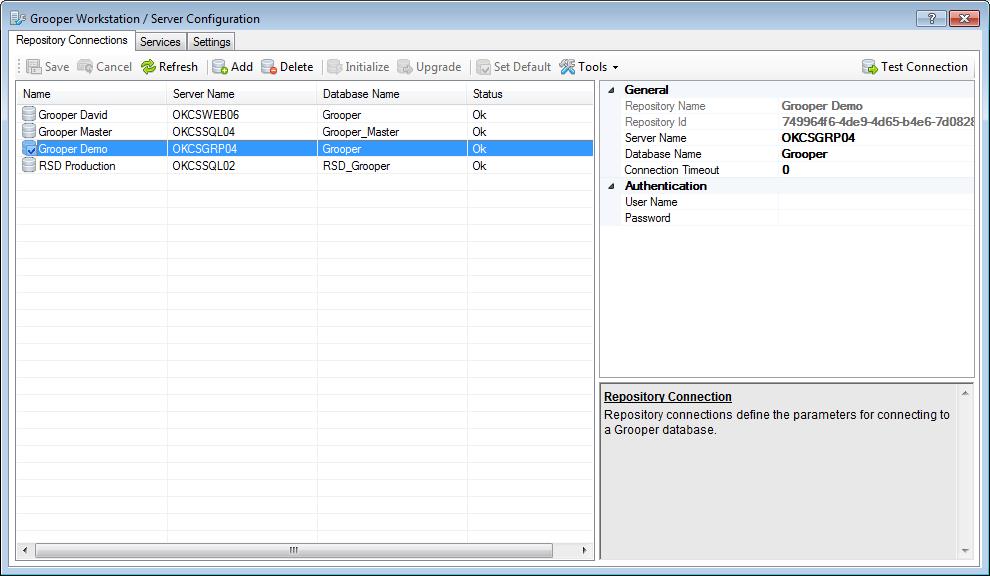 Grooper Workstation / Server Configuration
?
Repository Connections Services Settings
Save Cancel Refresh Add Delete Initialize Upgrade Set Default Tools Test Connection
Name Server Name Database Name Status
Grooper David OKCSWEB06 Grooper Ok
Grooper Master OKCSSQL04 Grooper_Master Ok
Grooper Demo OKCSGRP04 Grooper Ok
RSD Production OKCSSQL02 RSD_Grooper Ok
General
Repository Name Grooper Demo
Repository Id 749964f6-4de9-4d65-b4e6-7d0828
Server Name OKCSGRP04
Database Name Grooper
Connection Timeout 0
Authentication
User Name
Password
Repository Connection
Repository connections define the parameters for connecting to
a Grooper database.